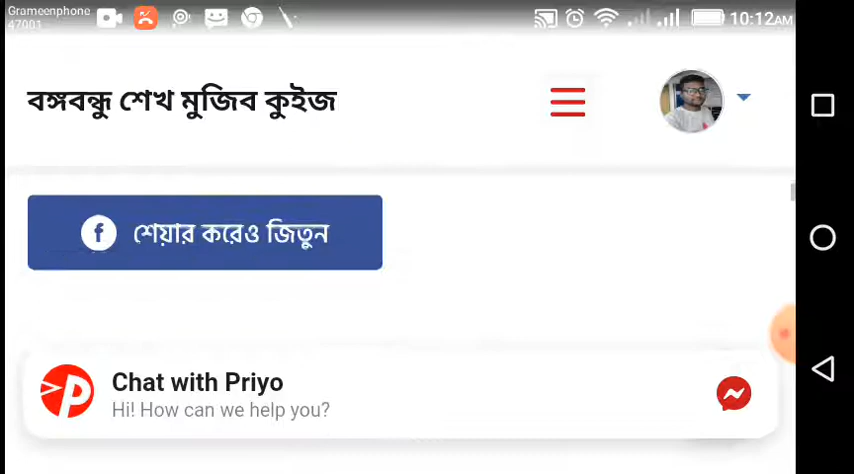 Grameenphone
47001
10:12AM
বঙ্গবন্ধু শেখ মুজিব কুইজ
শেয়ার করেও জিতুন
Chat with Priyo
Hi! How can we help you?